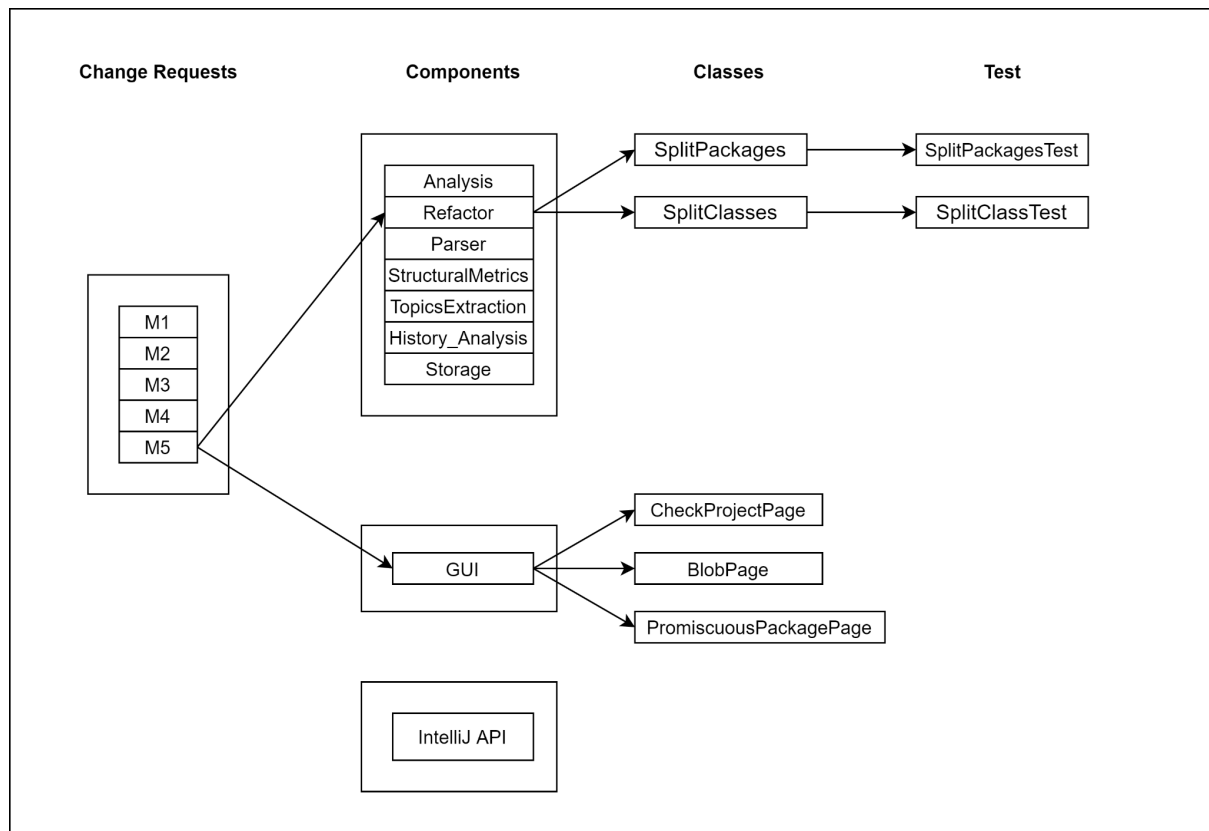 Change Requests
Components
Classes
Test
M1
M2
M3
M4
M5
Analysis
Refactor
Parser
StructuralMetrics
TopicsExtraction
History_Analysis
Storage
GUI
IntelliJ API
SplitPackages
SplitClasses
CheckProjectPage
BlobPage
PromiscuousPackagePage
SplitPackagesTest
SplitClassTest